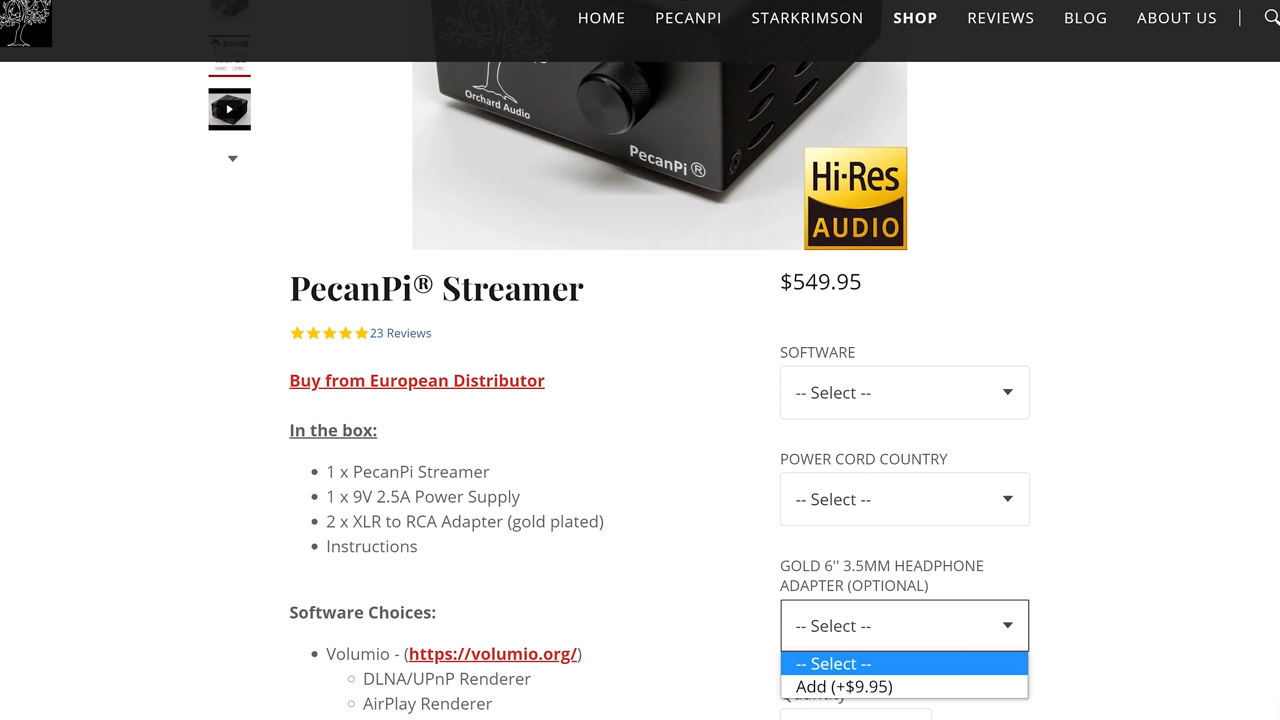 HOME
PECANPI
STARKRIMSON
SHOP
REVIEWS
BLOG
ABOUT US
Orchard Audio
PecanPi®
Hi-Res
AUDIO
PecanPi® Streamer
23 Reviews
Buy from European Distributor
In the box:
1 x PecanPi Streamer
1 x 9V 2.5A Power Supply
2 x XLR to RCA Adapter (gold plated)
Instructions
Software Choices:
Volumio - (https://volumio.org/)
DLNA/UPnP Renderer
AirPlay Renderer
$549.95
SOFTWARE
-- Select --
POWER CORD COUNTRY
-- Select --
GOLD 6'' 3.5MM HEADPHONE
ADAPTER (OPTIONAL)
-- Select --
-- Select --
Add (+$9.95)